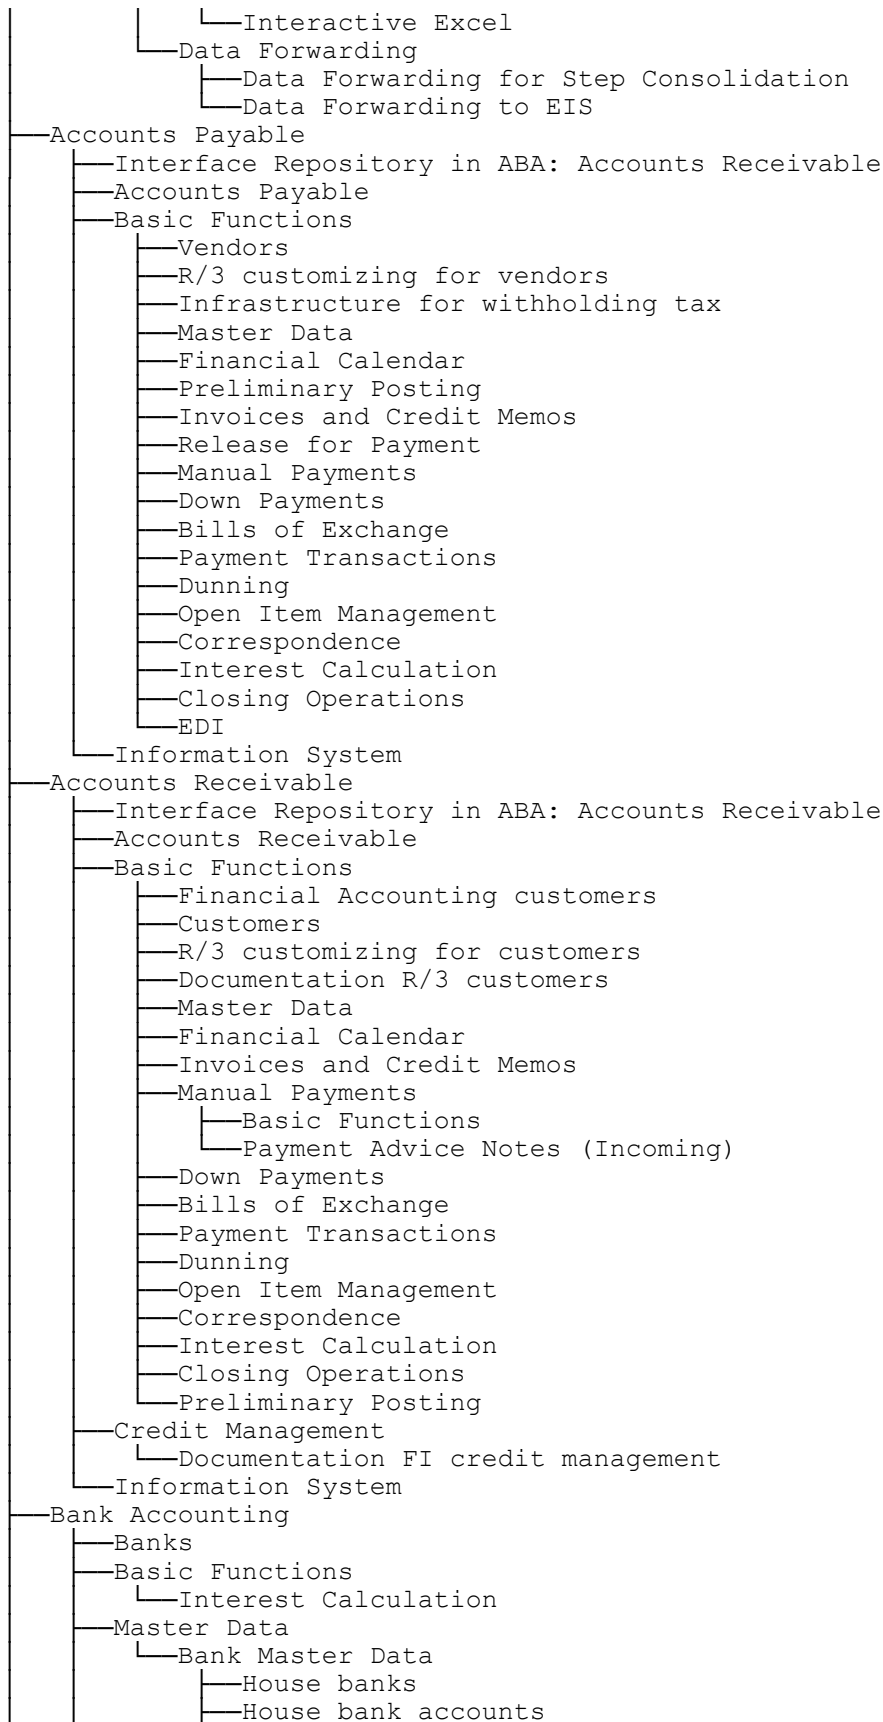 Interactive Excel
Data Forwarding
Data Forwarding for Step Consolidation
Data Forwarding to EIS
Accounts Payable
Interface Repository in ABA: Accounts Receivable
Accounts Payable
Basic Functions
Vendors
R/3 customizing for vendors
Infrastructure for withholding tax
Master Data
Financial Calendar
Preliminary Posting
Invoices and Credit Memos
Release for Payment
Manual Payments
Down Payments
Bills of Exchange
Payment Transactions
Dunning
Open Item Management
Correspondence
Interest Calculation
Closing Operations
EDI
Information System
Accounts Receivable
Interface Repository in ABA: Accounts Receivable
Accounts Receivable
Basic Functions
Financial Accounting customers
Customers
R/3 customizing for customers
Documentation R/3 customers
Master Data
Financial Calendar
Invoices and Credit Memos
Manual Payments
Basic Functions
Payment Advice Notes (Incoming)
Down Payments
Bills of Exchange
Payment Transactions
Dunning
Open Item Management
Correspondence
Interest Calculation
Closing Operations
Preliminary Posting
Credit Management
Documentation FI credit management
Information System
Bank Accounting
Banks
Basic Functions
Interest Calculation
Master Data
Bank Master Data
House banks
House bank accounts